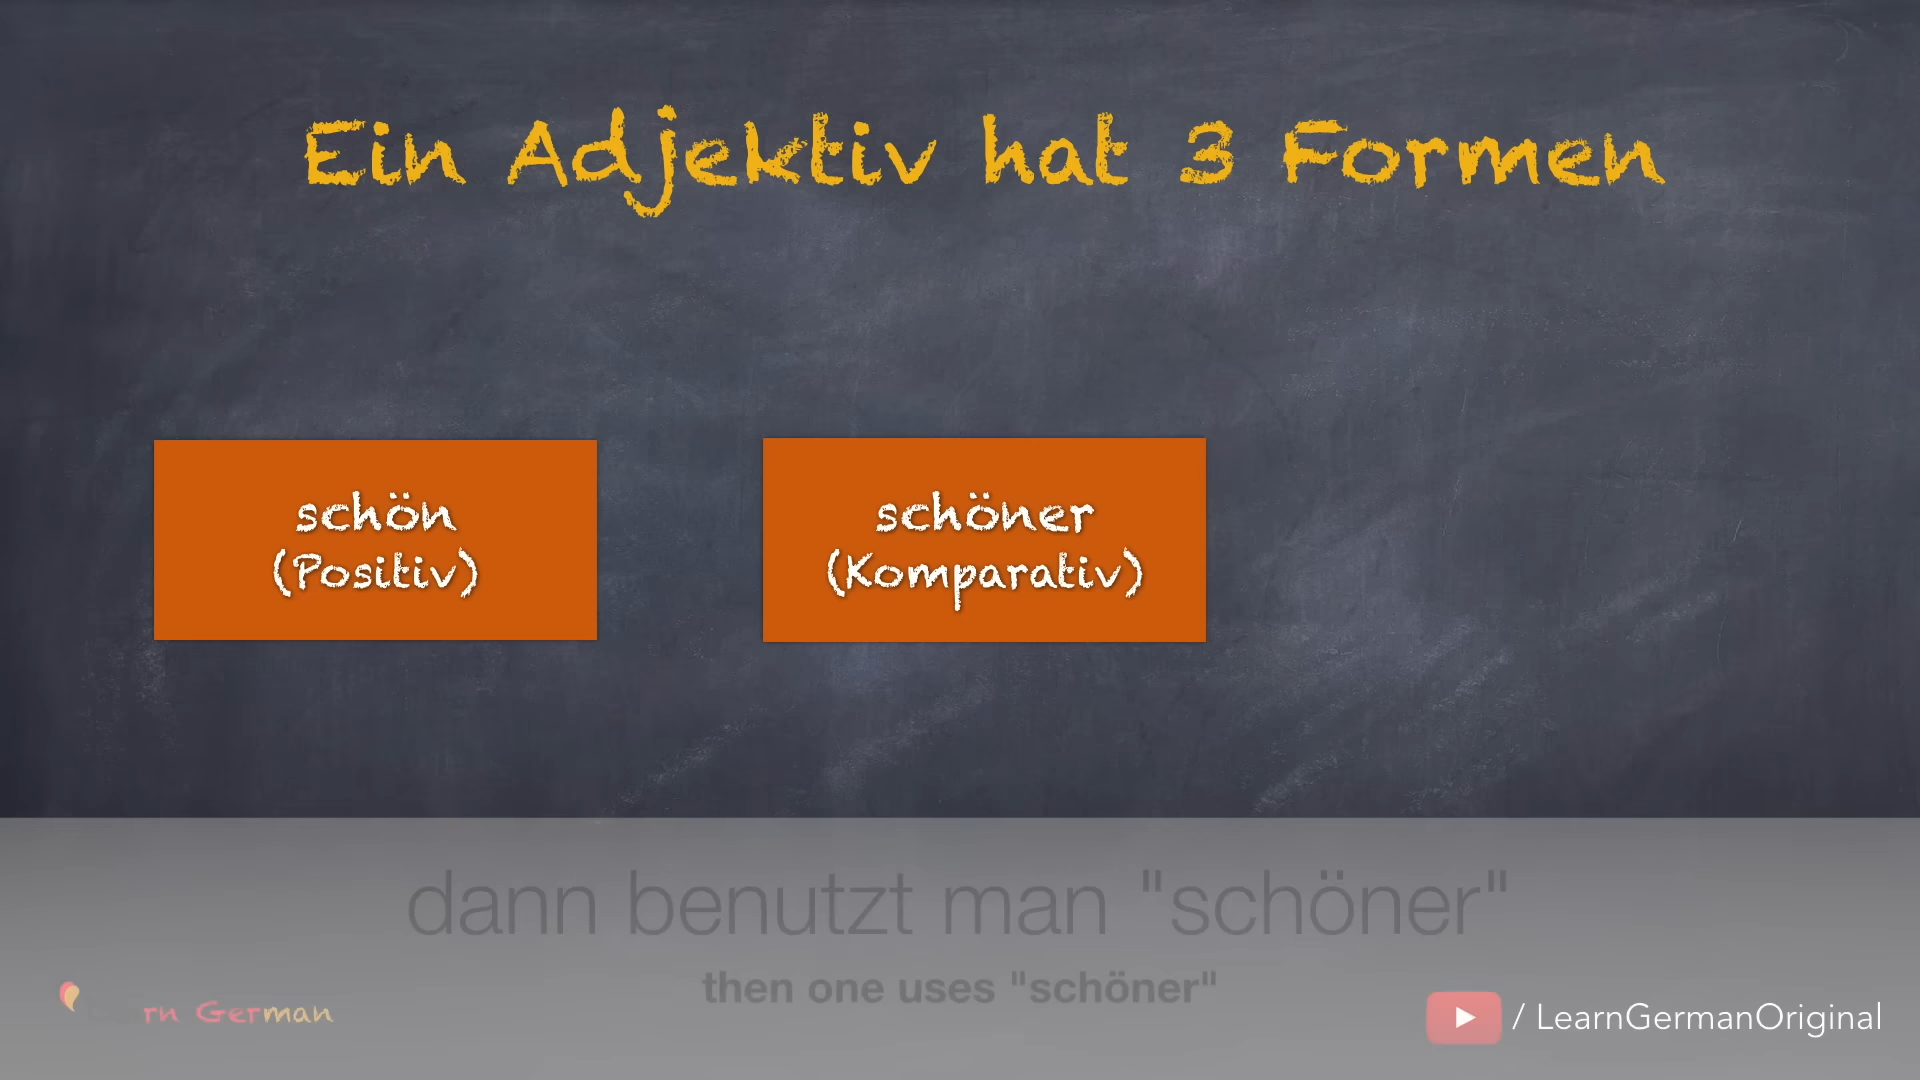 Ein Adjektiv hat 3 Formen
schön
(Positiv)
schöner
(Komparativ)
dann benutzt man "schöner"
then one uses "schöner"
rn German
/ LearnGermanOriginal